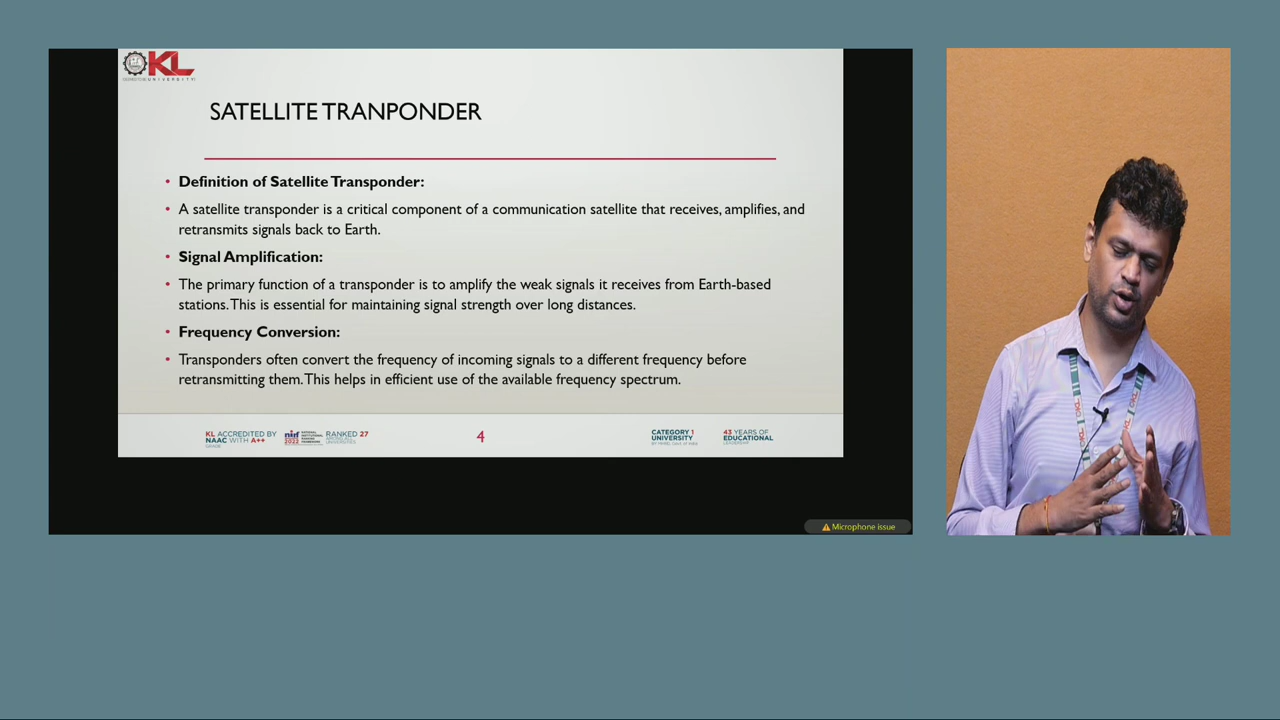 KL
UNIVERSITY
SATELLITE TRANPONDER
• Definition of Satellite Transponder:
• A satellite transponder is a critical component of a communication satellite that receives, amplifies, and
retransmits signals back to Earth.
• Signal Amplification:
• The primary function of a transponder is to amplify the weak signals it receives from Earth-based
stations. This is essential for maintaining signal strength over long distances.
• Frequency Conversion:
• Transponders often convert the frequency of incoming signals to a different frequency before
retransmitting them. This helps in efficient use of the available frequency spectrum.
KL ACCREDITED BY
NAAC WITH A++
GRADE
nirf
2022
RANKED 27
4
CATEGORY 1
UNIVERSITY
43 YEARS OF
EDUCATIONAL
LEADERSHIP
⚠ Microphone issue